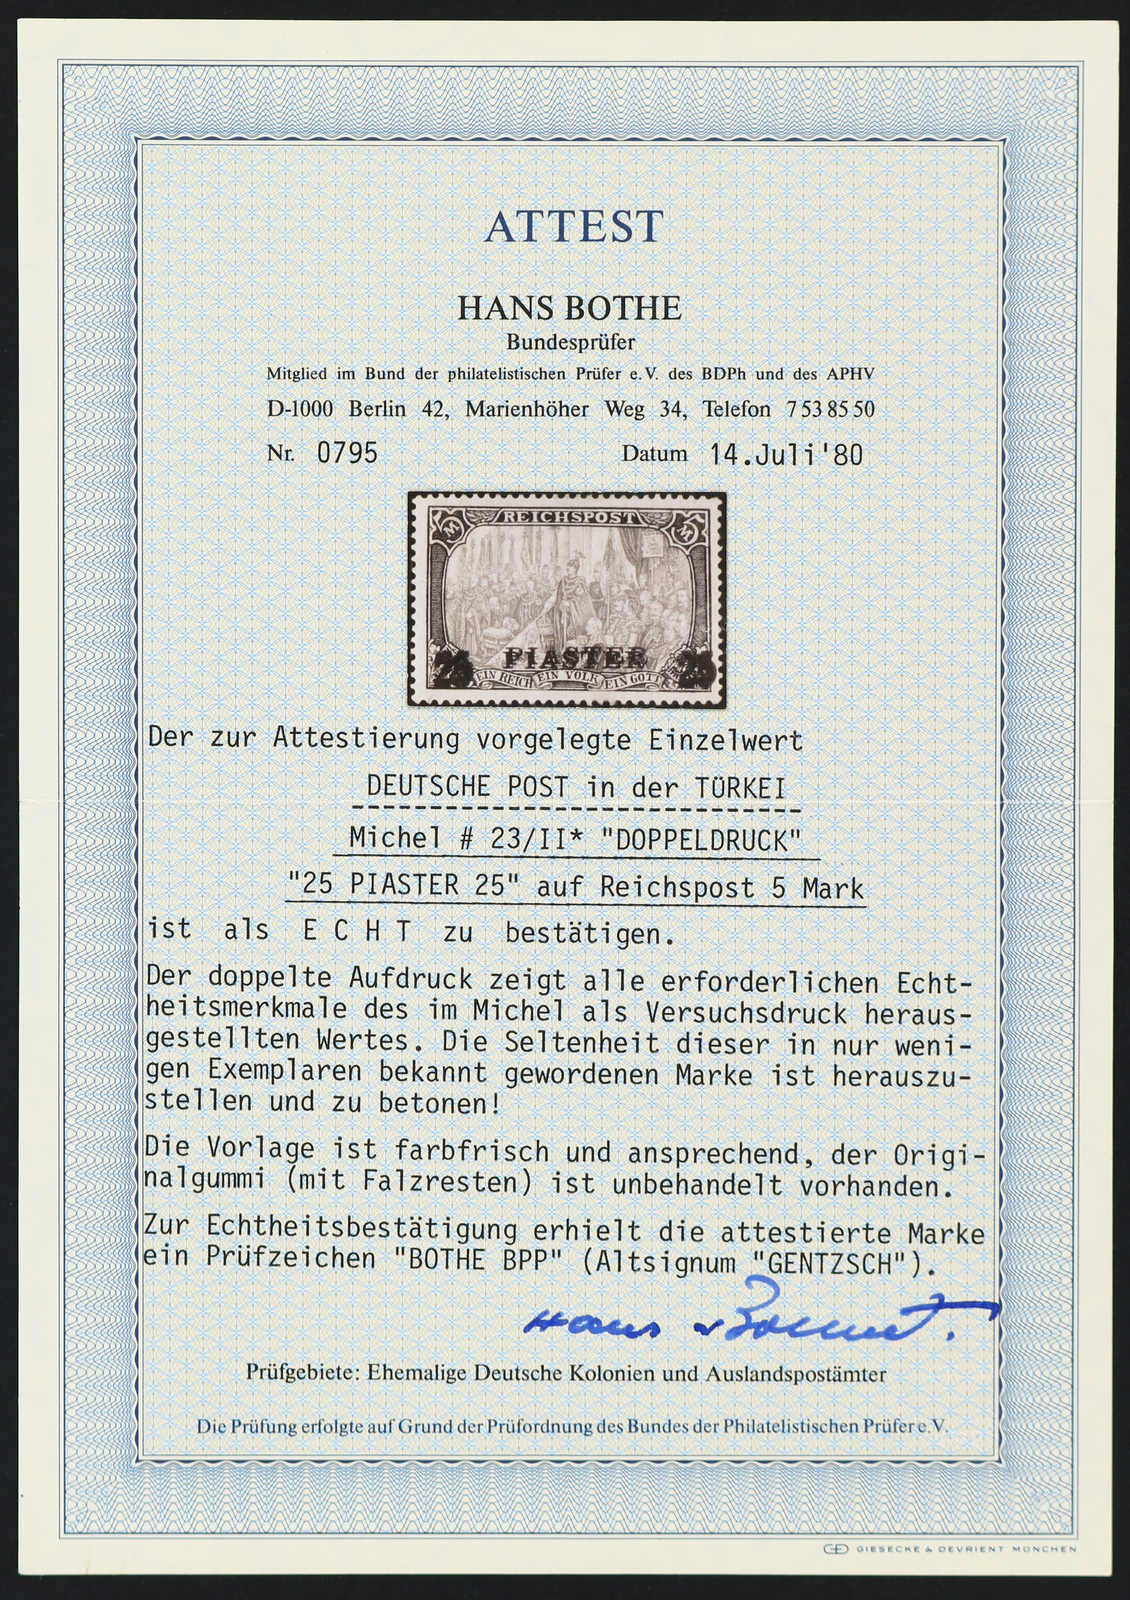 ATTEST
HANS BOTHE
Bundesprüfer
Mitglied im Bund der philatelistischen Prüfer e.V. des BDPh und des APHV
D-1000 Berlin 42, Marienhöher Weg 34, Telefon 7 53 85 50
Nr. 0795 Datum 14.Juli'80
M REICHSPOST M
25 PIASTER 25
EIN REICH EIN VOLK EIN GOTT
Der zur Attestierung vorgelegte Einzelwert
DEUTSCHE POST in der TÜRKEI
Michel # 23/II* "DOPPELDRUCK"
"25 PIASTER 25" auf Reichspost 5 Mark
ist als E C H T zu bestätigen.
Der doppelte Aufdruck zeigt alle erforderlichen Echt-
heitsmerkmale des im Michel als Versuchsdruck heraus-
gestellten Wertes. Die Seltenheit dieser in nur weni-
gen Exemplaren bekannt gewordenen Marke ist herauszu-
stellen und zu betonen!
Die Vorlage ist farbfrisch und ansprechend, der Origi-
nalgummi (mit Falzresten) ist unbehandelt vorhanden.
Zur Echtheitsbestätigung erhielt die attestierte Marke
ein Prüfzeichen "BOTHE BPP" (Altsignum "GENTZSCH").
Hans
Prüfgebiete: Ehemalige Deutsche Kolonien und Auslandspostämter
Die Prüfung erfolgte auf Grund der Prüfordnung des Bundes der Philatelistischen Prüfer e.V.
GIESECKE & DEVRIENT MÜNCHEN